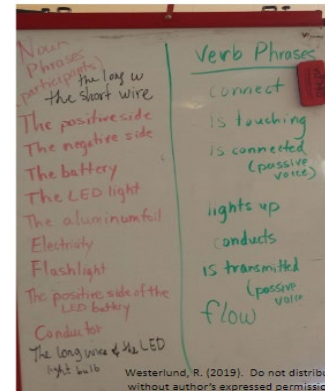 Noun
Phrases
(participants)
the long w
the short wire
The positive side
The negative side
The battery
The LED light
The aluminum foil
Electricity
Flashlight
The positive side of the
LED battery
Conductor
The long wire of the LED
light bulb
Verb Phrases
connect
is touching
is connected
(passive
voice)
lights up
conducts
is transmitted
(passive
voice
flow
Westerlund, R. (2019). Do not distribu
without author's expressed permissio